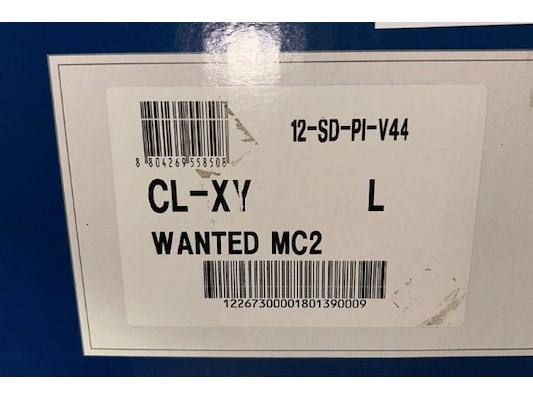 12-SD-PI-V44
8 804269 558508
CL-XY L
WANTED MC2
12267300001801390009